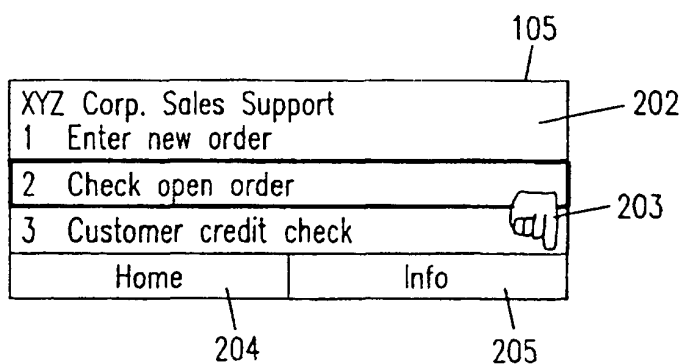 105
XYZ Corp. Sales Support
202
1 Enter new order
2 Check open order
203
3 Customer credit check
Home Info
204 205